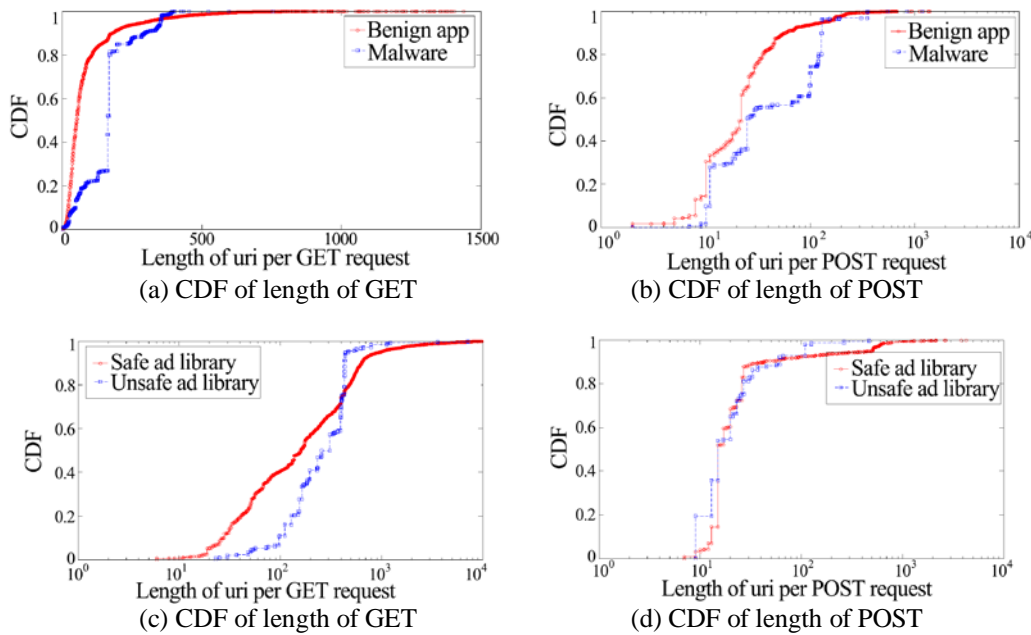 1
0.8
0.6
0.4
0.2
0
CDF
Benign app
Malware
0 500 1000 1500
Length of uri per GET request
(a) CDF of length of GET
1
0.8
0.6
0.4
0.2
0
CDF
Benign app
Malware
10^0 10^1 10^2 10^3 10^4
Length of uri per POST request
(b) CDF of length of POST
1
0.8
0.6
0.4
0.2
0
CDF
Safe ad library
Unsafe ad library
10^0 10^1 10^2 10^3 10^4
Length of uri per GET request
(c) CDF of length of GET
1
0.8
0.6
0.4
0.2
0
CDF
Safe ad library
Unsafe ad library
10^0 10^1 10^2 10^3 10^4
Length of uri per POST request
(d) CDF of length of POST